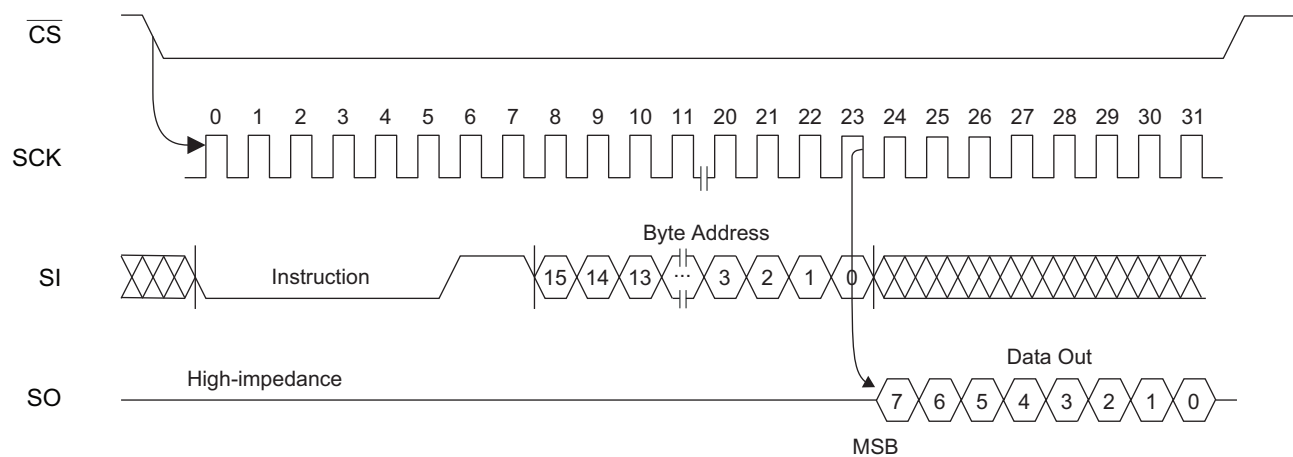 CS
0 1 2 3 4 5 6 7 8 9 10 11 20 21 22 23 24 25 26 27 28 29 30 31
SCK
Byte Address
SI Instruction 15 14 13 ... 3 2 1 0
High-impedance Data Out
SO 7 6 5 4 3 2 1 0
MSB